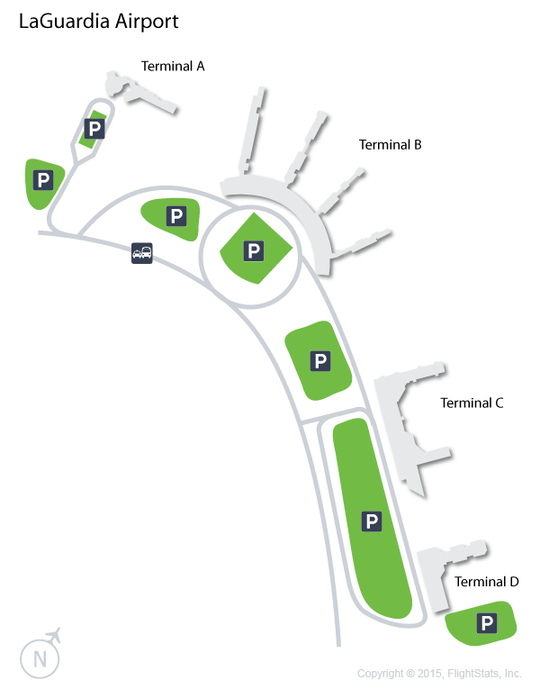 LaGuardia Airport
Terminal A
P
P
Terminal B
P
P
P
Terminal C
P
Terminal D
P
N
Copyright © 2015, FlightStats, Inc.